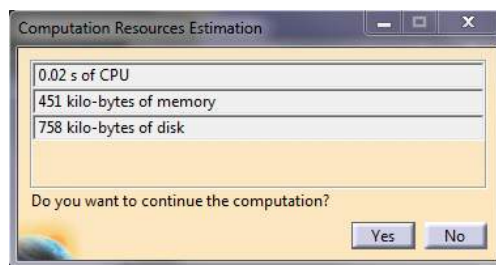 Computation Resources Estimation
0.02 s of CPU
451 kilo-bytes of memory
758 kilo-bytes of disk
Do you want to continue the computation?
Yes No